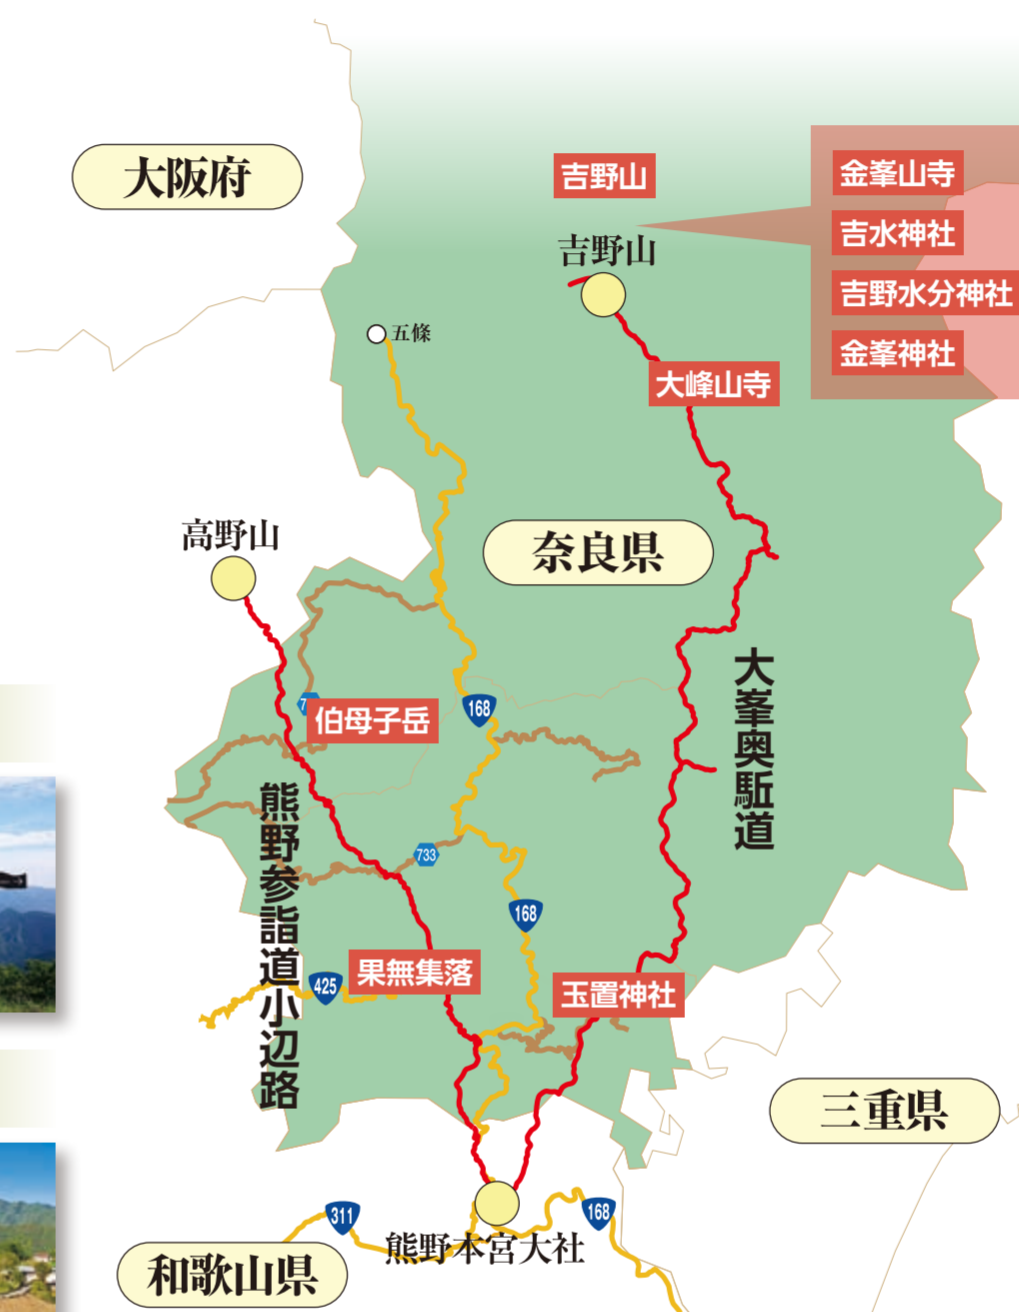 大阪府
吉野山
金峯山寺
吉水神社
吉野水分神社
金峯神社
吉野山
五條
大峰山寺
高野山
奈良県
大峯奥駈道
7
伯母子岳
168
熊野参詣道小辺路
733
168
425
果無集落
玉置神社
三重県
311
168
熊野本宮大社
和歌山県